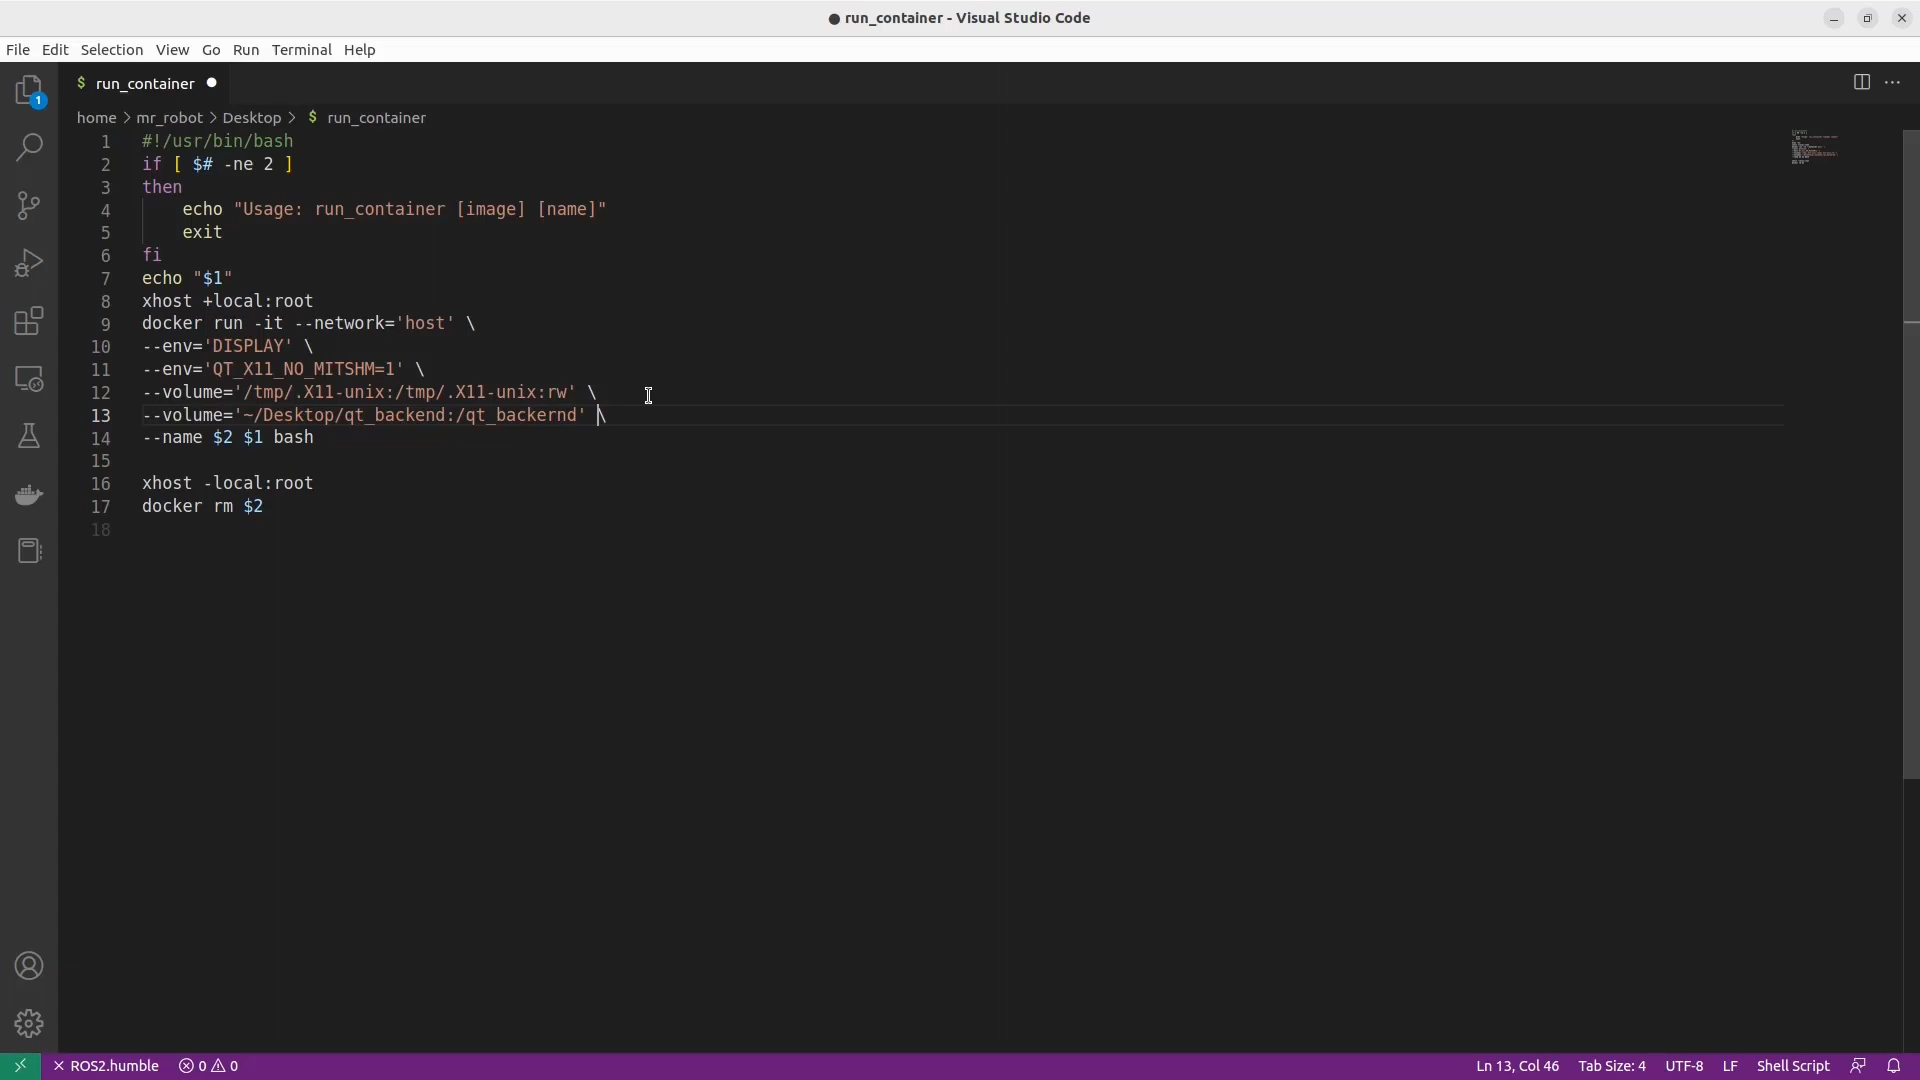 ● run_container - Visual Studio Code
File Edit Selection View Go Run Terminal Help
$ run_container ●
home > mr_robot > Desktop > $ run_container
1 #!/usr/bin/bash
2 if [ $# -ne 2 ]
3 then
4 echo "Usage: run_container [image] [name]"
5 exit
6 fi
7 echo "$1"
8 xhost +local:root
9 docker run -it --network='host' \
10 --env='DISPLAY' \
11 --env='QT_X11_NO_MITSHM=1' \
12 --volume='/tmp/.X11-unix:/tmp/.X11-unix:rw' \
13 --volume='~/Desktop/qt_backend:/qt_backernd' \
14 --name $2 $1 bash
15
16 xhost -local:root
17 docker rm $2
18
1
ROS2.humble 0 0 Ln 13, Col 46 Tab Size: 4 UTF-8 LF Shell Script